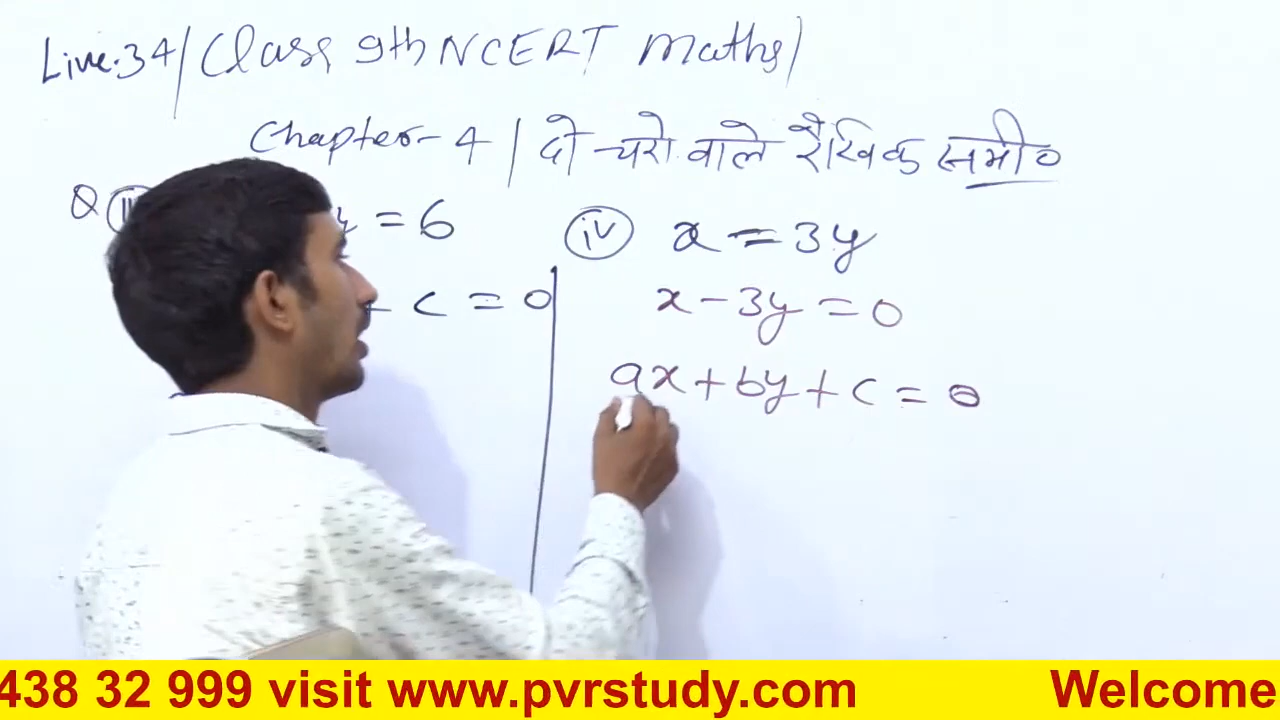 Live:34/Class 9th NCERT Maths/
Chapter-4/दो चरो वाले रैखिक समी०
Q = 6
c = 0
iv x = 3y
x - 3y = 0
ax + by + c = 0
438 32 999 visit www.pvrstudy.com Welcome